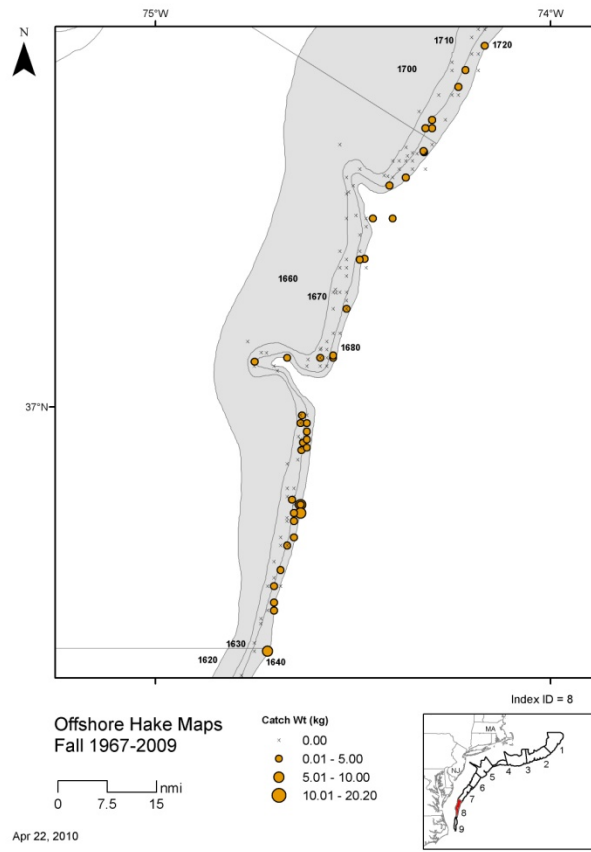 75°W 74°W
N
1710
1720
1700
1660
1670
1680
37°N
1630
1620
1640
Index ID = 8
Offshore Hake Maps
Fall 1967-2009
Catch Wt (kg)
0.00
0.01 - 5.00
5.01 - 10.00
10.01 - 20.20
nmi
0 7.5 15
Apr 22, 2010
MA
NJ
1
2
3
4
5
6
7
8
9